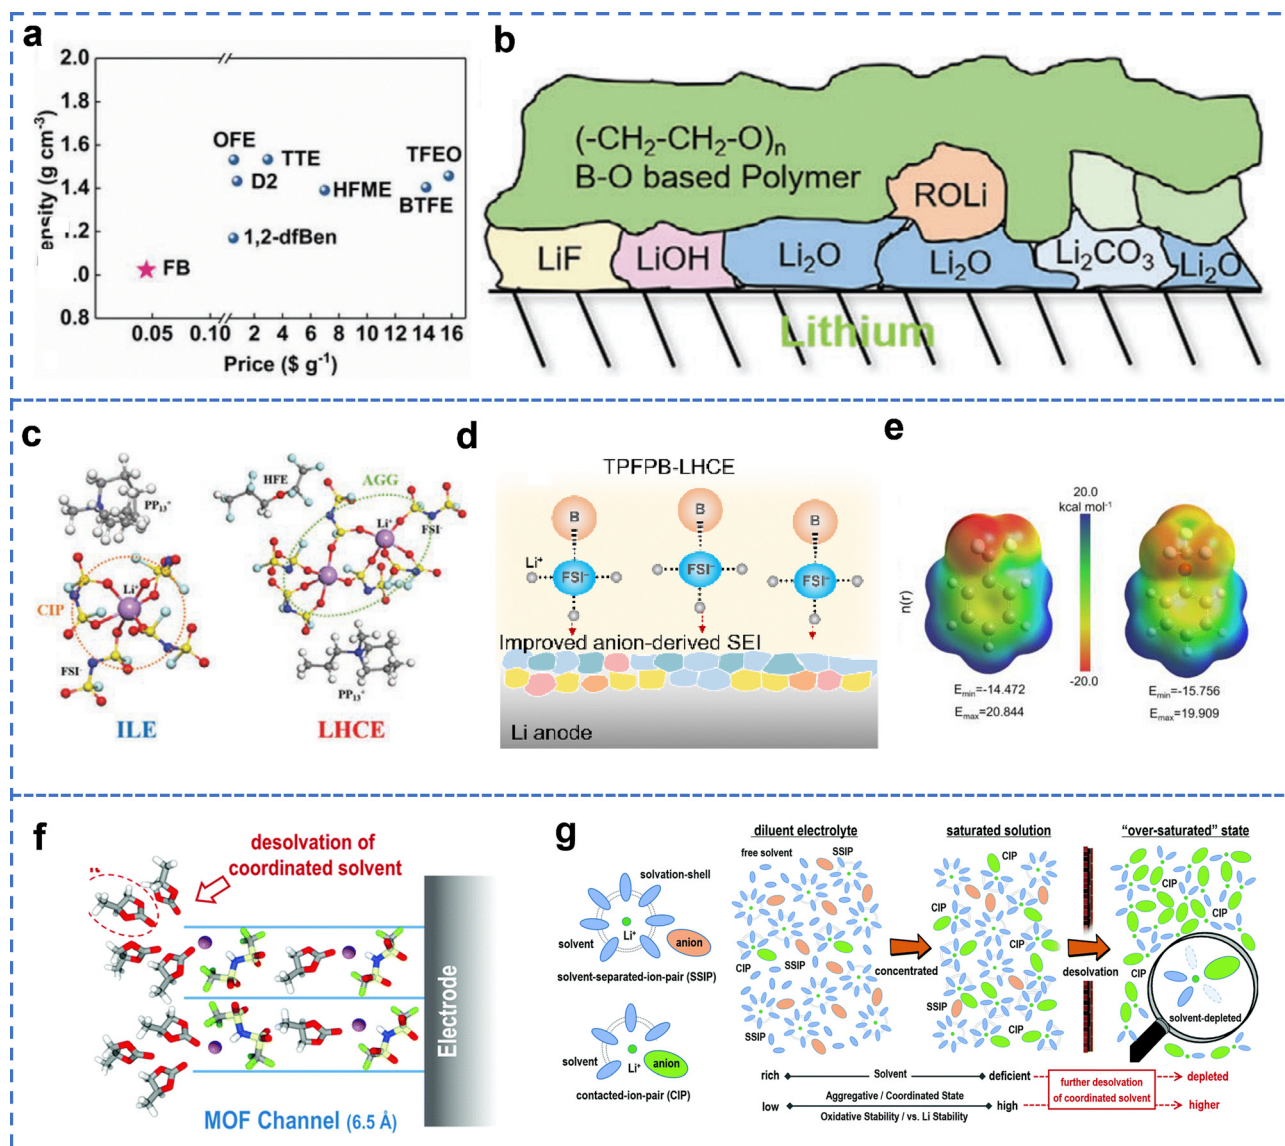 a
2.0
1.8
1.6
1.4
.2
.0
0.8
ensity (g cm-3)
OFE
TTE
D2
HFME
TFEO
BTFE
1,2-dfBen
FB
0.05 0.10 0 2 4 6 8 10 12 14 16
Price ($ g-1)
b
(-CH2-CH2-O)n
B-O based Polymer
ROLi
LiF
LiOH
Li2O
Li2O
Li2CO3
Li2O
Lithium
c
PP13+
CIP
Li+
FSI-
ILE
HFE
AGG
Li+
FSI-
PP13+
LHCE
d
TPFPB-LHCE
B
B
B
Li+
FSI-
FSI-
FSI-
Improved anion-derived SEI
Li anode
e
n(r)
20.0
kcal mol-1
-20.0
Emin=-14.472
Emax=20.844
Emin=-15.756
Emax=19.909
f
desolvation of
coordinated solvent
Electrode
MOF Channel (6.5 Å)
g
solvation-shell
Li+
solvent
anion
solvent-separated-ion-pair (SSIP)
solvent
Li+
anion
contacted-ion-pair (CIP)
diluent electrolyte
free solvent
SSIP
CIP
SSIP
SSIP
concentrated
saturated solution
CIP
CIP
CIP
SSIP
CIP
desolvation
"over-saturated" state
CIP
CIP
CIP
solvent-depleted
rich Solvent deficient
depleted
low Aggregative / Coordinated State high
Oxidative Stability / vs. Li Stability
further desolvation
of coordinated solvent
higher